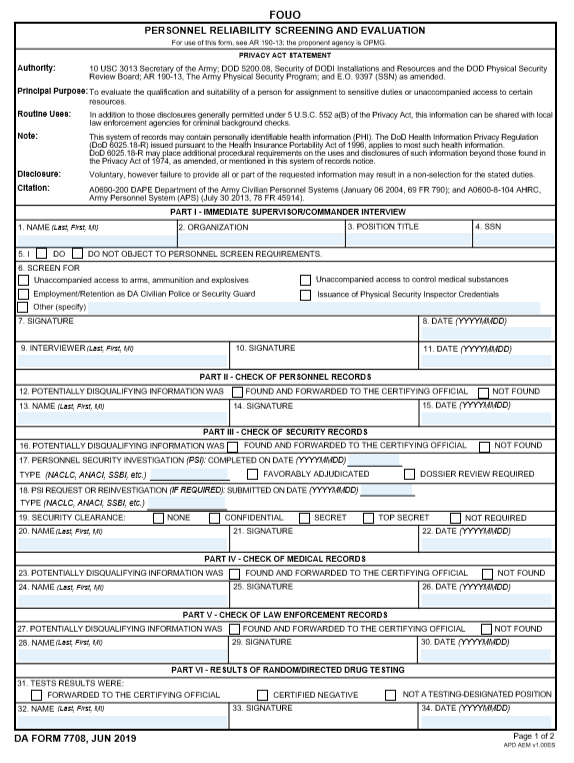 FOUO
PERSONNEL RELIABILITY SCREENING AND EVALUATION
For use of this form, see AR 190-13; the proponent agency is OPMG.
PRIVACY ACT STATEMENT
Authority: 10 USC 3013 Secretary of the Army; DOD 5200.08, Security of DODI Installations and Resources and the DOD Physical Security
Review Board; AR 190-13, The Army Physical Security Program; and E.O. 9397 (SSN) as amended.
Principal Purpose: To evaluate the qualification and suitability of a person for assignment to sensitive duties or unaccompanied access to certain
resources.
Routine Uses: In addition to those disclosures generally permitted under 5 U.S.C. 552 a(B) of the Privacy Act, this information can be shared with local
law enforcement agencies for criminal background checks.
Note: This system of records may contain personally identifiable health information (PHI). The DoD Health Information Privacy Regulation
(DoD 6025.18-R) issued pursuant to the Health Insurance Portability Act of 1996, applies to most such health information.
DoD 6025.18-R may place additional procedural requirements on the uses and disclosures of such information beyond those found in
the Privacy Act of 1974, as amended, or mentioned in this system of records notice.
Disclosure: Voluntary, however failure to provide all or part of the requested information may result in a non-selection for the stated duties.
Citation: A0690-200 DAPE Department of the Army Civilian Personnel Systems (January 06 2004, 69 FR 790); and A0600-8-104 AHRC,
Army Personnel System (APS) (July 30 2013, 78 FR 45914).
PART I - IMMEDIATE SUPERVISOR/COMMANDER INTERVIEW
1. NAME (Last, First, MI) 2. ORGANIZATION 3. POSITION TITLE 4. SSN
5. I DO DO NOT OBJECT TO PERSONNEL SCREEN REQUIREMENTS.
6. SCREEN FOR
Unaccompanied access to arms, ammunition and explosives Unaccompanied access to control medical substances
Employment/Retention as DA Civilian Police or Security Guard Issuance of Physical Security Inspector Credentials
Other (specify)
7. SIGNATURE 8. DATE (YYYYMMDD)
9. INTERVIEWER (Last, First, MI) 10. SIGNATURE 11. DATE (YYYYMMDD)
PART II - CHECK OF PERSONNEL RECORDS
12. POTENTIALLY DISQUALIFYING INFORMATION WAS FOUND AND FORWARDED TO THE CERTIFYING OFFICIAL NOT FOUND
13. NAME (Last, First, MI) 14. SIGNATURE 15. DATE (YYYYMMDD)
PART III - CHECK OF SECURITY RECORDS
16. POTENTIALLY DISQUALIFYING INFORMATION WAS FOUND AND FORWARDED TO THE CERTIFYING OFFICIAL NOT FOUND
17. PERSONNEL SECURITY INVESTIGATION (PSI): COMPLETED ON DATE (YYYYMMDD)
TYPE (NACLC, ANACI, SSBI, etc.) FAVORABLY ADJUDICATED DOSSIER REVIEW REQUIRED
18. PSI REQUEST OR REINVESTIGATION (IF REQUIRED): SUBMITTED ON DATE (YYYYMMDD)
TYPE (NACLC, ANACI, SSBI, etc.)
19. SECURITY CLEARANCE: NONE CONFIDENTIAL SECRET TOP SECRET NOT REQUIRED
20. NAME (Last, First, MI) 21. SIGNATURE 22. DATE (YYYYMMDD)
PART IV - CHECK OF MEDICAL RECORDS
23. POTENTIALLY DISQUALIFYING INFORMATION WAS FOUND AND FORWARDED TO THE CERTIFYING OFFICIAL NOT FOUND
24. NAME (Last, First, MI) 25. SIGNATURE 26. DATE (YYYYMMDD)
PART V - CHECK OF LAW ENFORCEMENT RECORDS
27. POTENTIALLY DISQUALIFYING INFORMATION WAS FOUND AND FORWARDED TO THE CERTIFYING OFFICIAL NOT FOUND
28. NAME (Last, First, MI) 29. SIGNATURE 30. DATE (YYYYMMDD)
PART VI - RESULTS OF RANDOM/DIRECTED DRUG TESTING
31. TESTS RESULTS WERE:
FORWARDED TO THE CERTIFYING OFFICIAL CERTIFIED NEGATIVE NOT A TESTING-DESIGNATED POSITION
32. NAME (Last, First, MI) 33. SIGNATURE 34. DATE (YYYYMMDD)
DA FORM 7708, JUN 2019 Page 1 of 2
APD AEM v1.00ES